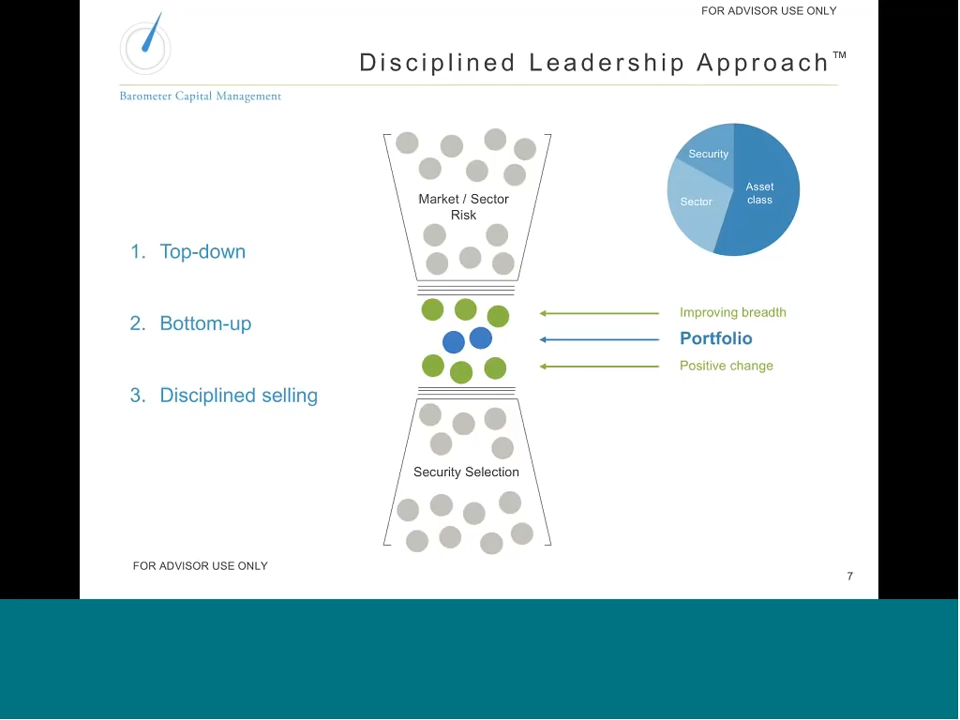 FOR ADVISOR USE ONLY
Disciplined Leadership Approach™
Barometer Capital Management
Security
Asset
class
Sector
Market / Sector
Risk
1. Top-down
2. Bottom-up
3. Disciplined selling
Improving breadth
Portfolio
Positive change
Security Selection
FOR ADVISOR USE ONLY
7